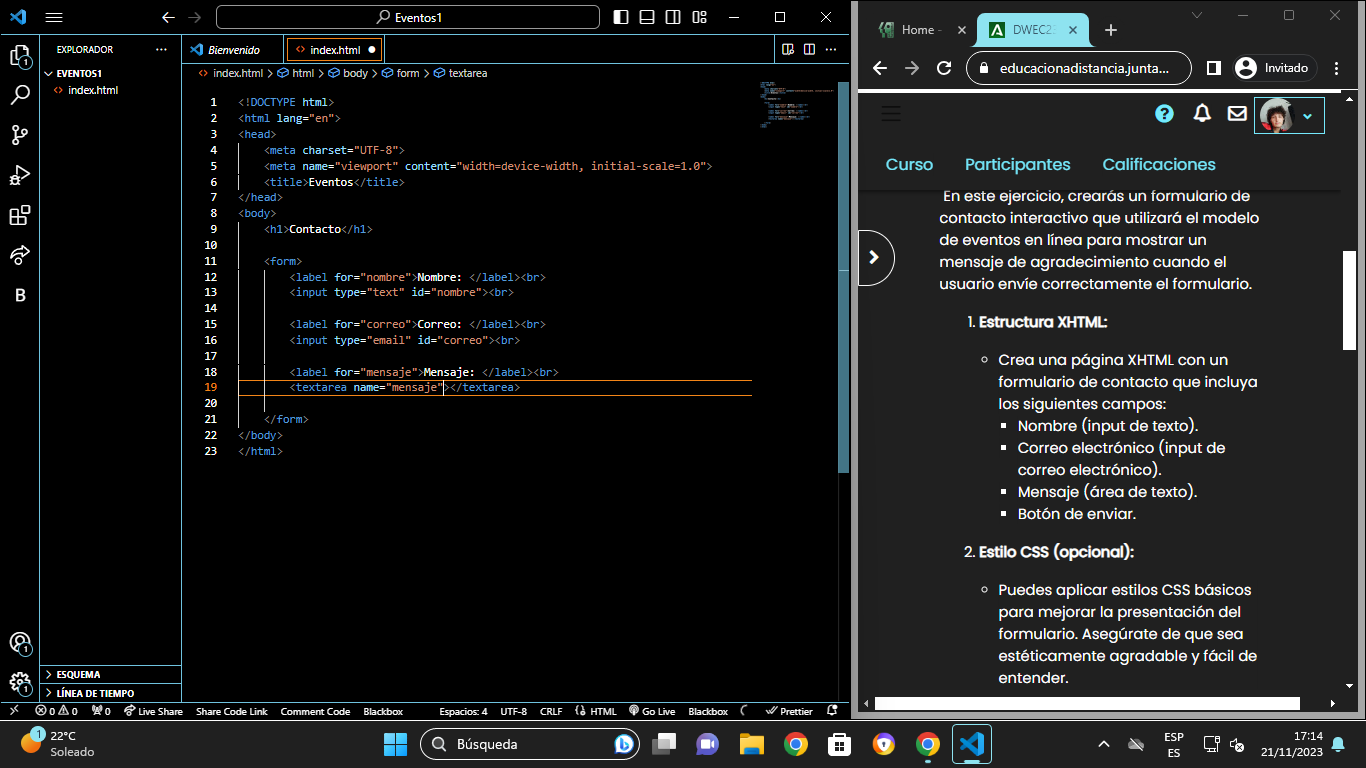 Eventos1
EXPLORADOR
EVENTOS1
index.html
Bienvenido
index.html
index.html > html > body > form > textarea
1 <!DOCTYPE html>
2 <html lang="en">
3 <head>
4 <meta charset="UTF-8">
5 <meta name="viewport" content="width=device-width, initial-scale=1.0">
6 <title>Eventos</title>
7 </head>
8 <body>
9 <h1>Contacto</h1>
10
11 <form>
12 <label for="nombre">Nombre: </label><br>
13 <input type="text" id="nombre"><br>
14
15 <label for="correo">Correo: </label><br>
16 <input type="email" id="correo"><br>
17
18 <label for="mensaje">Mensaje: </label><br>
19 <textarea name="mensaje"></textarea>
20
21 </form>
22 </body>
23 </html>
1
B
1
1
ESQUEMA
LÍNEA DE TIEMPO
0 0 0 Live Share Share Code Link Comment Code Blackbox Espacios: 4 UTF-8 CRLF {} HTML Go Live Blackbox Prettier
Home -
DWEC2
educacionadistancia.junta...
Invitado
Curso Participantes Calificaciones
En este ejercicio, crearás un formulario de
contacto interactivo que utilizará el modelo
de eventos en línea para mostrar un
mensaje de agradecimiento cuando el
usuario envíe correctamente el formulario.
1. Estructura XHTML:
Crea una página XHTML con un
formulario de contacto que incluya
los siguientes campos:
Nombre (input de texto).
Correo electrónico (input de
correo electrónico).
Mensaje (área de texto).
Botón de enviar.
2. Estilo CSS (opcional):
Puedes aplicar estilos CSS básicos
para mejorar la presentación del
formulario. Asegúrate de que sea
estéticamente agradable y fácil de
entender.
1
22°C
Soleado
Búsqueda
ESP
ES
17:14
21/11/2023